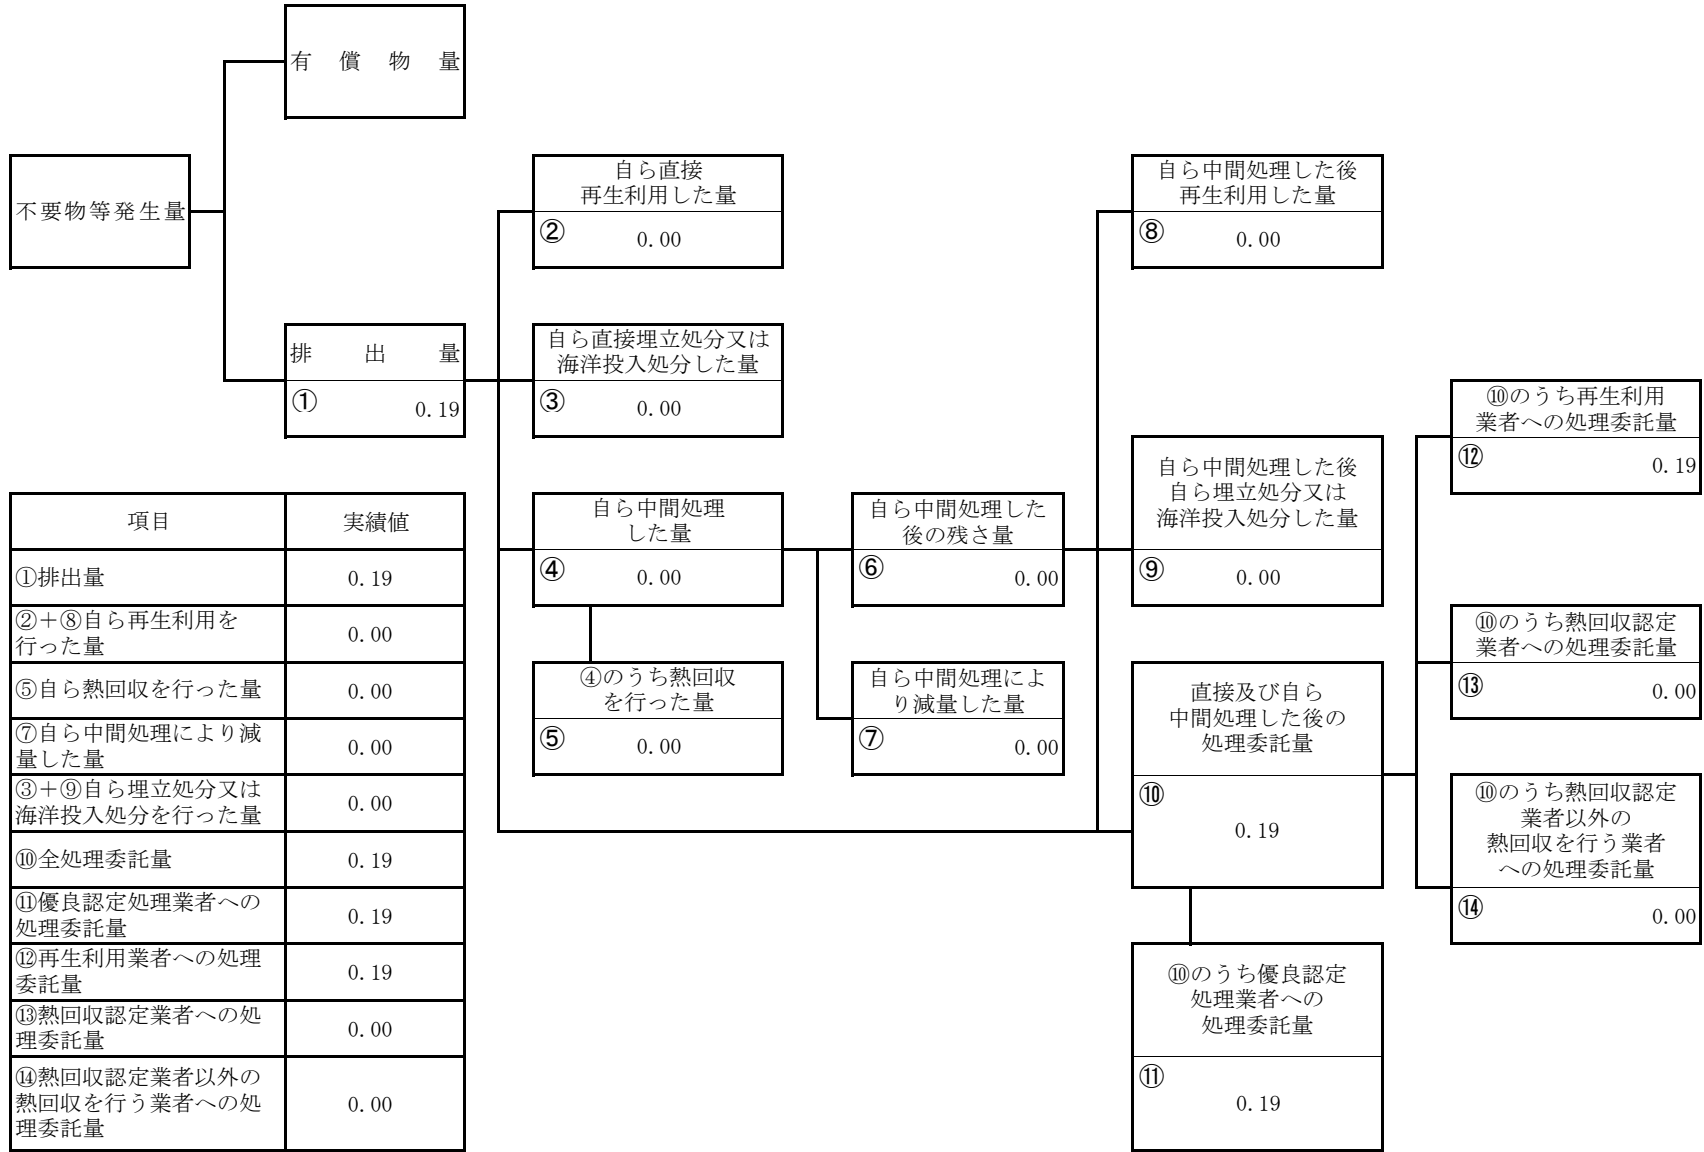 有償物量
不要物等発生量
排出量
①
0.19
自ら直接
再生利用した量
②
0.00
自ら直接埋立処分又は
海洋投入処分した量
③
0.00
自ら中間処理
した量
④
0.00
④のうち熱回収
を行った量
⑤
0.00
自ら中間処理した
後の残さ量
⑥
0.00
自ら中間処理によ
り減量した量
⑦
0.00
自ら中間処理した後
再生利用した量
⑧
0.00
自ら中間処理した後
自ら埋立処分又は
海洋投入処分した量
⑨
0.00
直接及び自ら
中間処理した後の
処理委託量
⑩
0.19
⑩のうち優良認定
処理業者への
処理委託量
⑪
0.19
⑩のうち再生利用
業者への処理委託量
⑫
0.19
⑩のうち熱回収認定
業者への処理委託量
⑬
0.00
⑩のうち熱回収認定
業者以外の
熱回収を行う業者
への処理委託量
⑭
0.00
項目 実績値
①排出量 0.19
②+⑧自ら再生利用を
行った量 0.00
⑤自ら熱回収を行った量 0.00
⑦自ら中間処理により減
量した量 0.00
③+⑨自ら埋立処分又は
海洋投入処分を行った量 0.00
⑩全処理委託量 0.19
⑪優良認定処理業者への
処理委託量 0.19
⑫再生利用業者への処理
委託量 0.19
⑬熱回収認定業者への処
理委託量 0.00
⑭熱回収認定業者以外の
熱回収を行う業者への処
理委託量 0.00